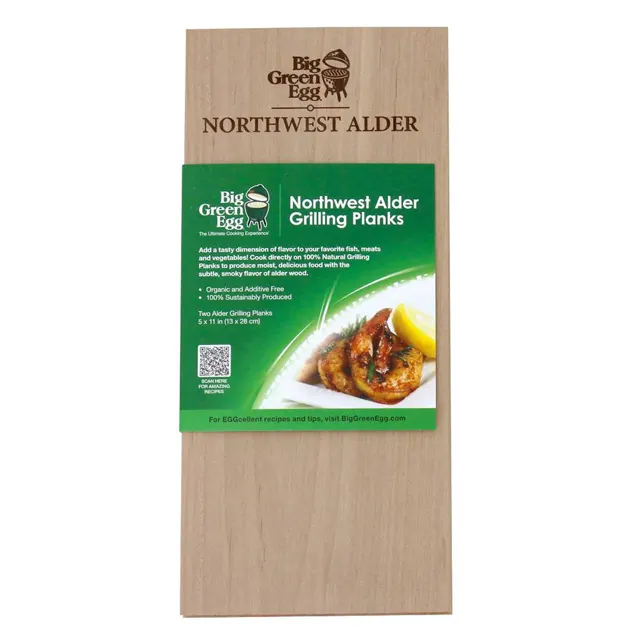 Big
Green
Egg
NORTHWEST ALDER
Big
Green
Egg
The Ultimate Cooking Experience®
Northwest Alder
Grilling Planks
Add a tasty dimension of flavor to your favorite fish, meats
and vegetables! Cook directly on 100% Natural Grilling
Planks to produce moist, delicious food with the
subtle, smoky flavor of alder wood.
• Organic and Additive Free
• 100% Sustainably Produced
Two Alder Grilling Planks
5 x 11 in (13 x 28 cm)
SCAN HERE
FOR AMAZING
RECIPES
For EGGcellent recipes and tips, visit BigGreenEgg.com